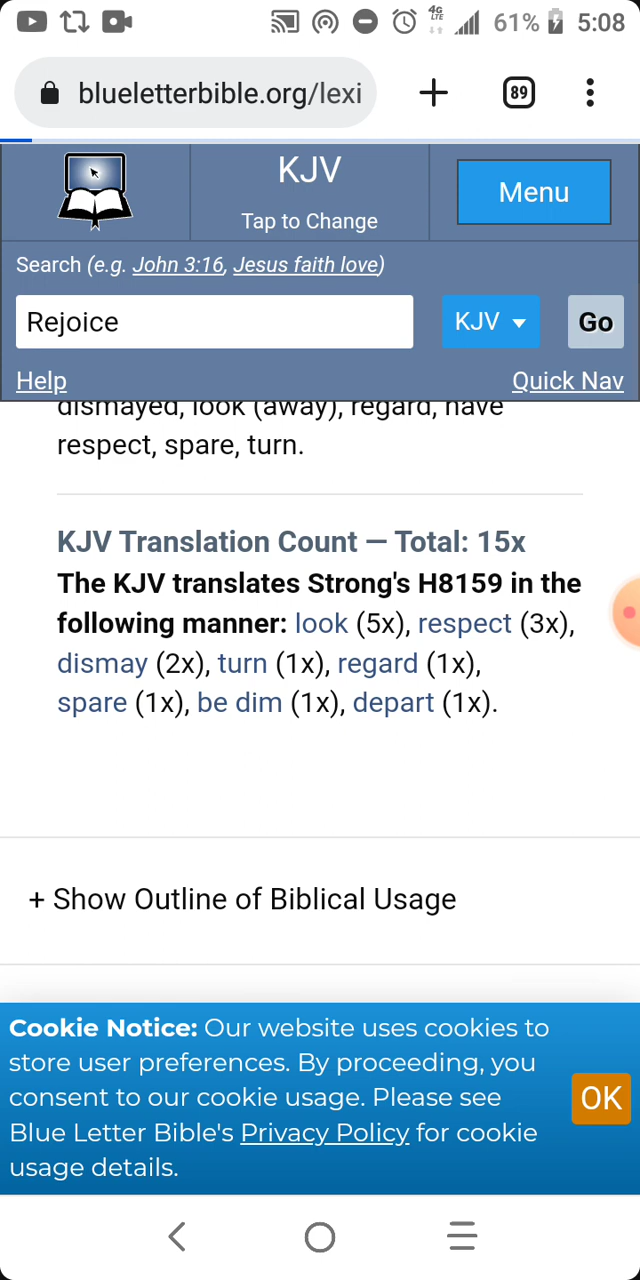 61% 5:08
4G
LTE
blueletterbible.org/lexi
89
KJV
Tap to Change
Menu
Search (e.g. John 3:16, Jesus faith love)
Rejoice
KJV
Go
Help
Quick Nav
dismayed, look (away), regard, have
respect, spare, turn.
KJV Translation Count — Total: 15x
The KJV translates Strong's H8159 in the
following manner: look (5x), respect (3x),
dismay (2x), turn (1x), regard (1x),
spare (1x), be dim (1x), depart (1x).
+ Show Outline of Biblical Usage
Cookie Notice: Our website uses cookies to
store user preferences. By proceeding, you
consent to our cookie usage. Please see
Blue Letter Bible's Privacy Policy for cookie
usage details.
OK